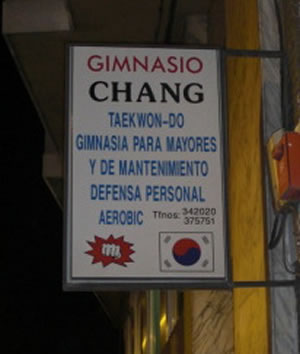 GIMNASIO
CHANG
TAEKWON-DO
GIMNASIA PARA MAYORES
Y DE MANTENIMIENTO
DEFENSA PERSONAL
AEROBIC Tfnos: 342020
375751